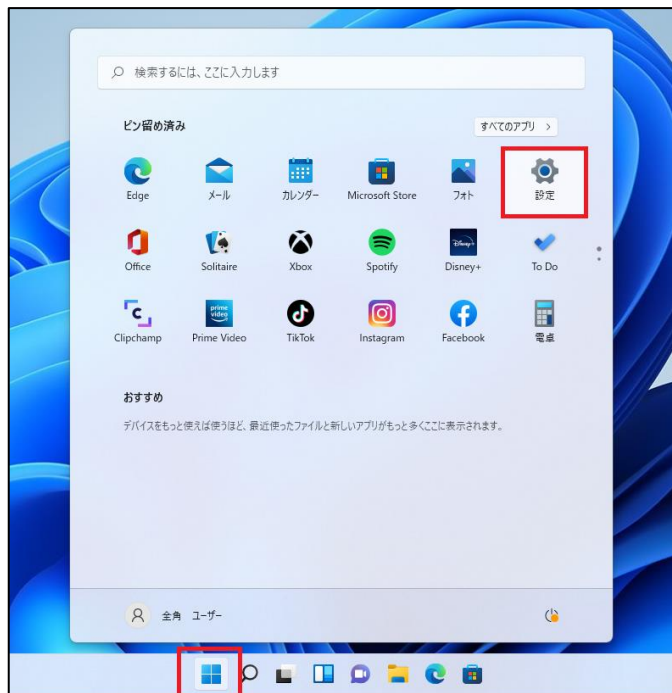 検索するには、ここに入力します
ピン留め済み
すべてのアプリ >
Edge メール カレンダー Microsoft Store フォト 設定
Disney+
Office Solitaire Xbox Spotify Disney+ To Do
prime video
Clipchamp Prime Video TikTok Instagram Facebook 電卓
おすすめ
デバイスをもっと使えば使うほど、最近使ったファイルと新しいアプリがもっと多くここに表示されます。
全角 ユーザー